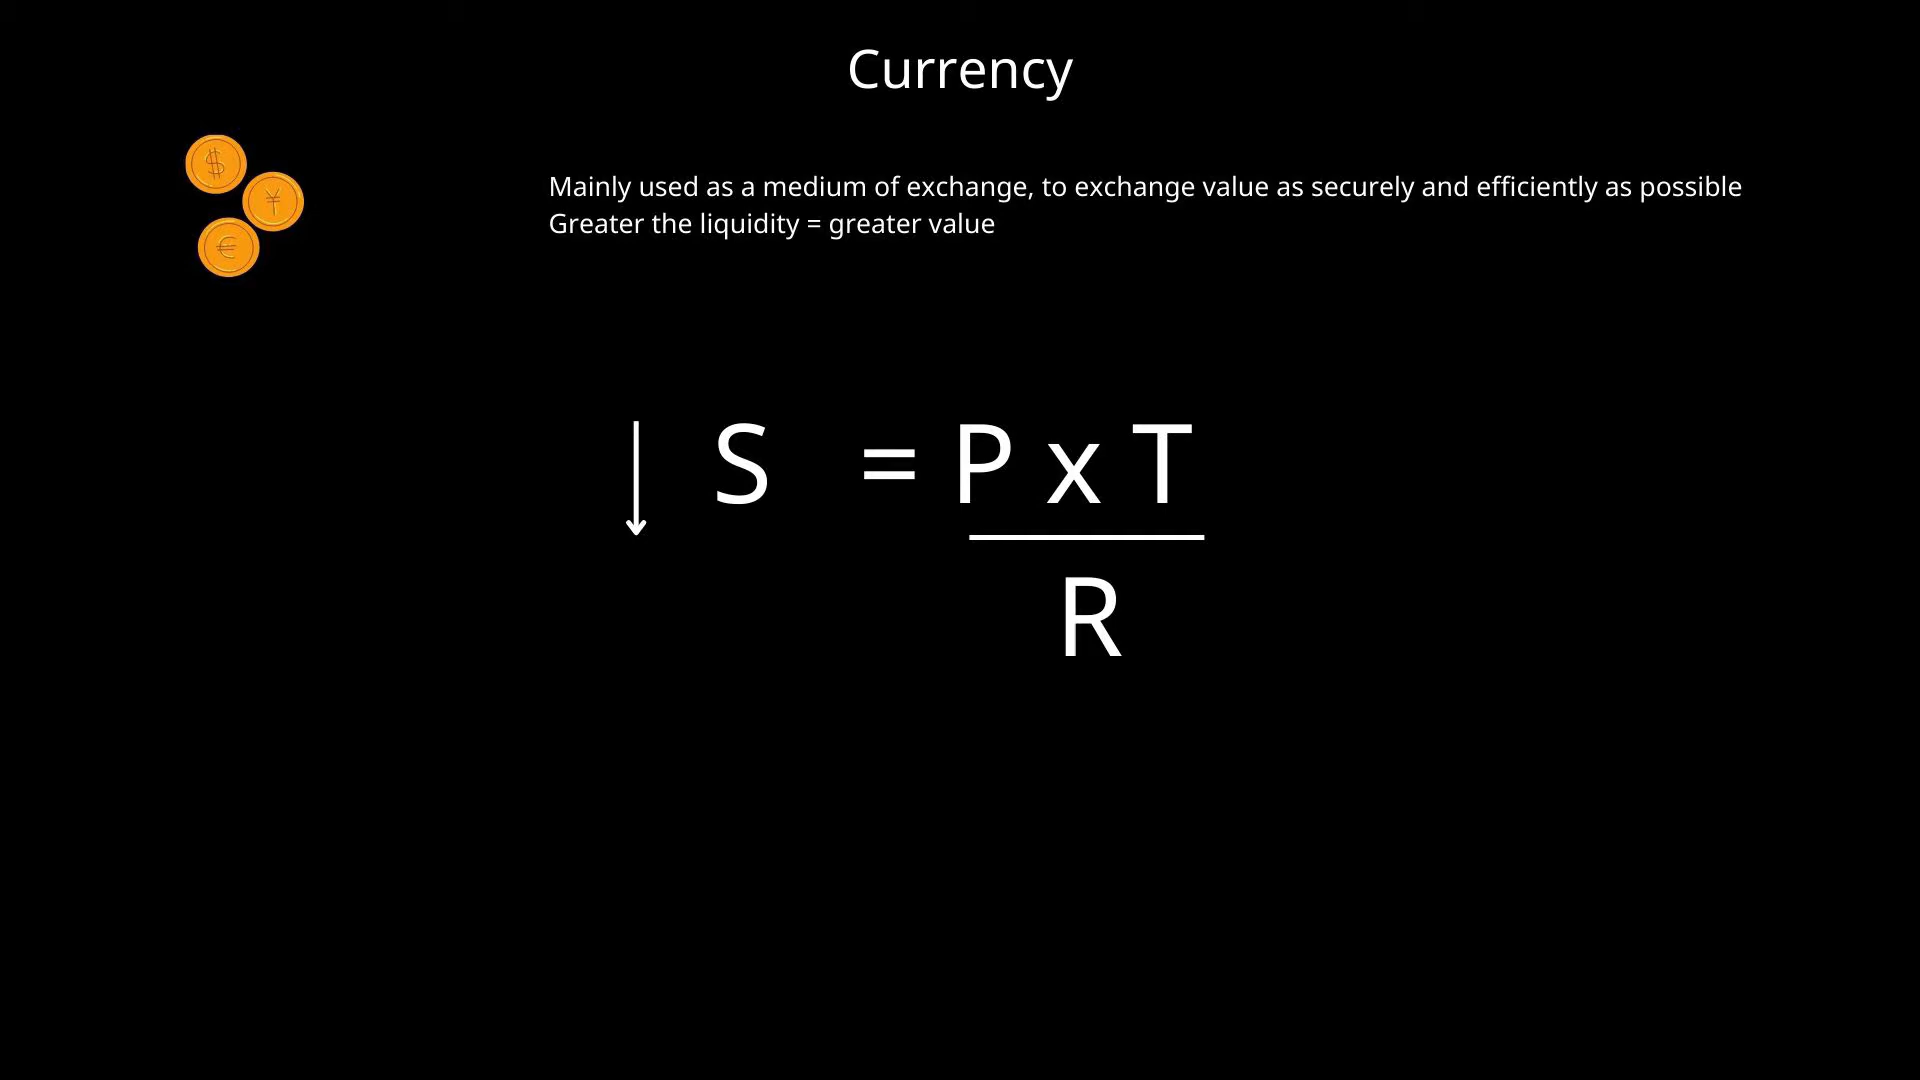 Currency
$
¥
€
Mainly used as a medium of exchange, to exchange value as securely and efficiently as possible
Greater the liquidity = greater value
↓ S = P x T
R